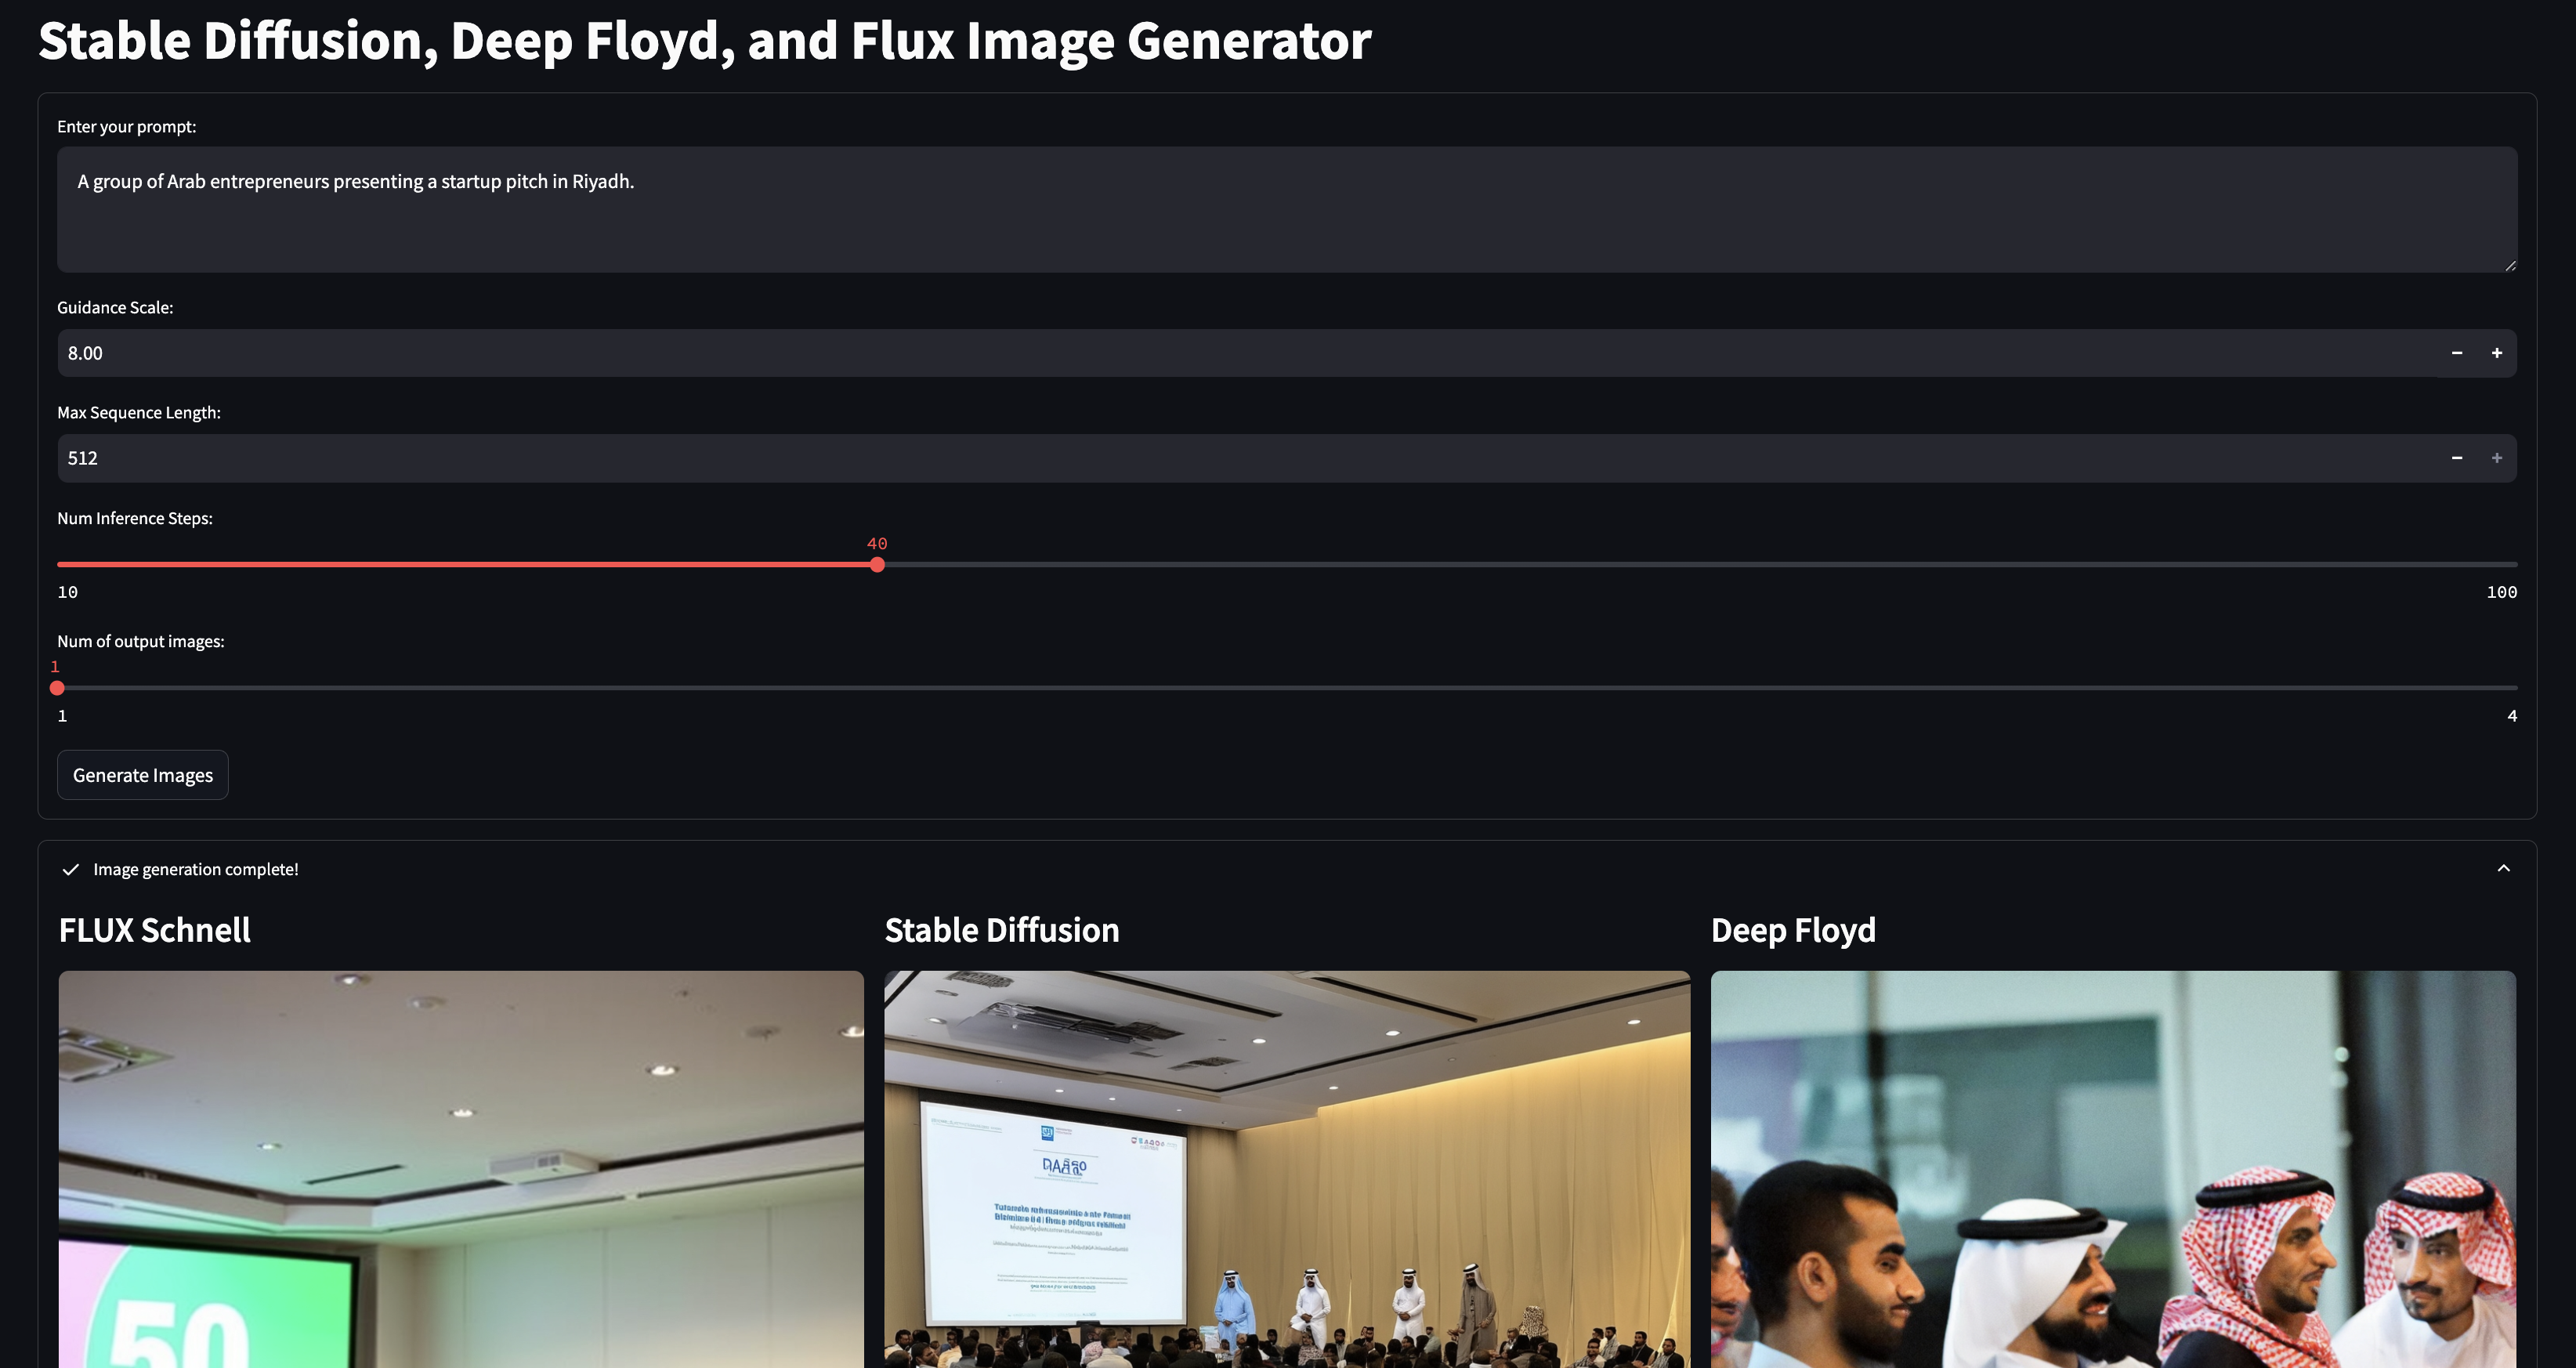 Stable Diffusion, Deep Floyd, and Flux Image Generator
Enter your prompt:
A group of Arab entrepreneurs presenting a startup pitch in Riyadh.
Guidance Scale:
8.00
Max Sequence Length:
512
Num Inference Steps:
40
10
100
Num of output images:
1
1
4
Generate Images
Image generation complete!
FLUX Schnell
Stable Diffusion
Deep Floyd
50